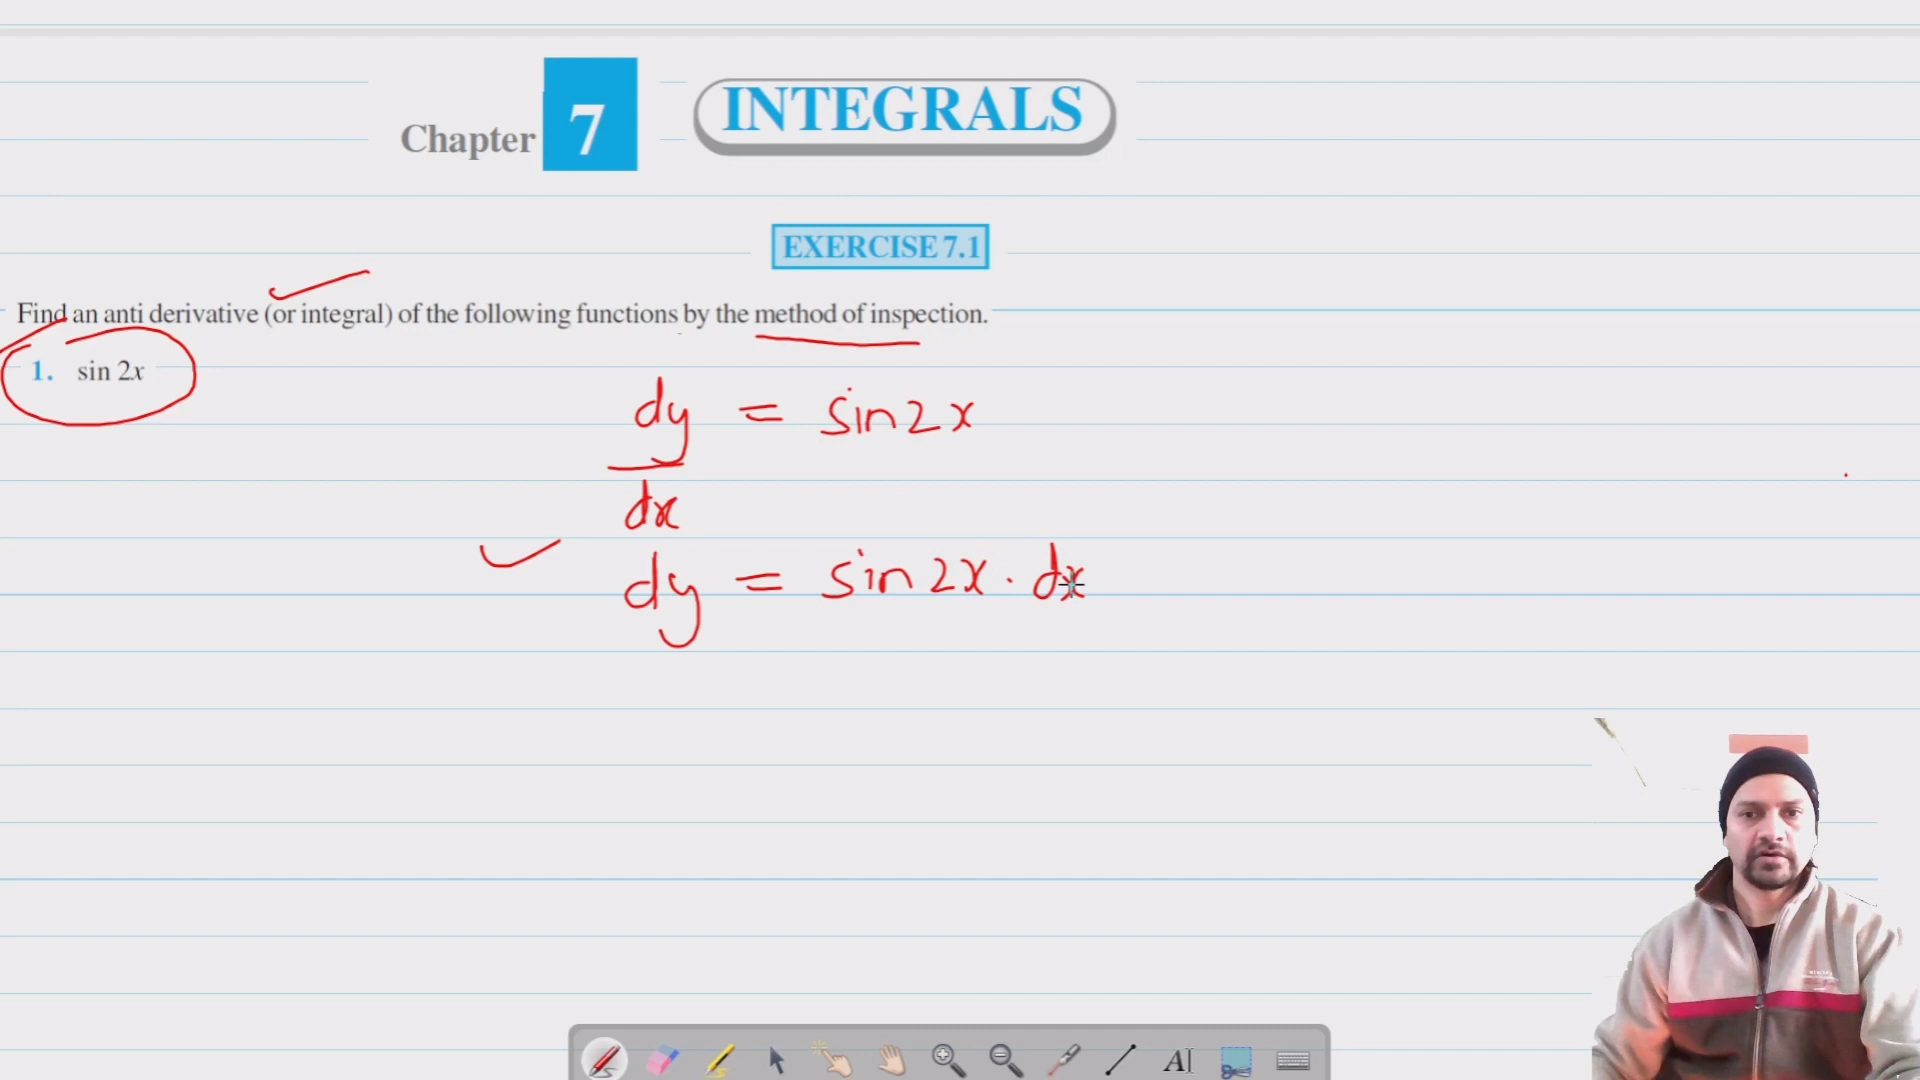 Chapter 7 INTEGRALS
EXERCISE 7.1
Find an anti derivative (or integral) of the following functions by the method of inspection.
1. sin 2x
dy = sin2x
dx
dy = sin2x . dx
AI